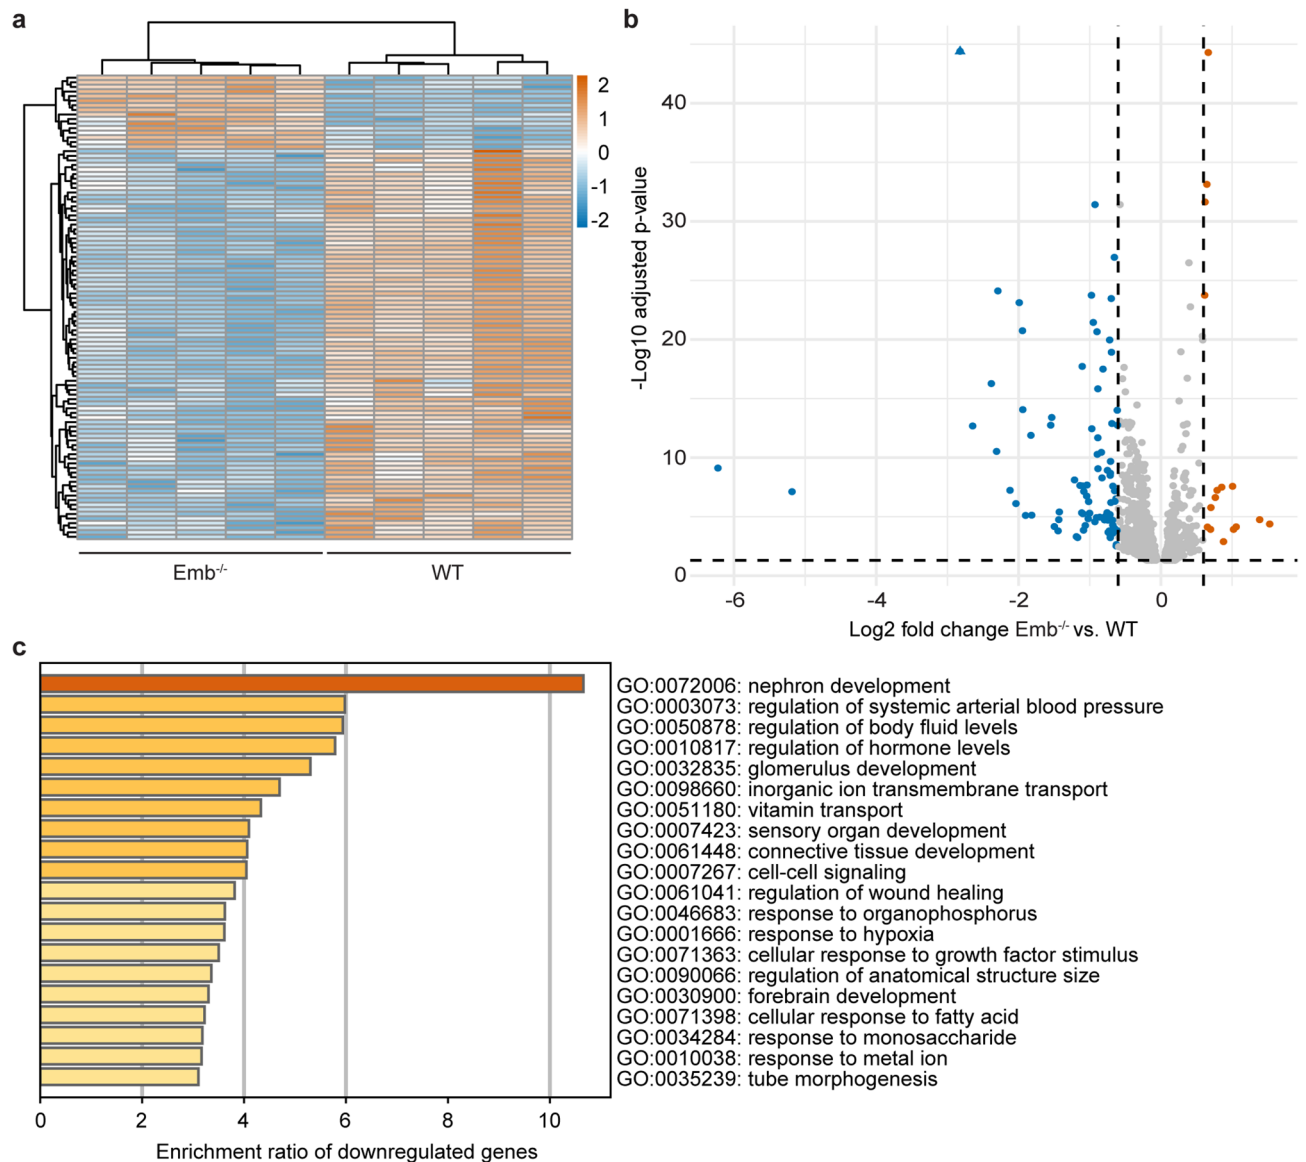 a
2
1
0
-1
-2
Emb-/-
WT
b
-Log10 adjusted p-value
40
30
20
10
0
-6
-4
-2
0
Log2 fold change Emb-/- vs. WT
c
GO:0072006: nephron development
GO:0003073: regulation of systemic arterial blood pressure
GO:0050878: regulation of body fluid levels
GO:0010817: regulation of hormone levels
GO:0032835: glomerulus development
GO:0098660: inorganic ion transmembrane transport
GO:0051180: vitamin transport
GO:0007423: sensory organ development
GO:0061448: connective tissue development
GO:0007267: cell-cell signaling
GO:0061041: regulation of wound healing
GO:0046683: response to organophosphorus
GO:0001666: response to hypoxia
GO:0071363: cellular response to growth factor stimulus
GO:0090066: regulation of anatomical structure size
GO:0030900: forebrain development
GO:0071398: cellular response to fatty acid
GO:0034284: response to monosaccharide
GO:0010038: response to metal ion
GO:0035239: tube morphogenesis
0
2
4
6
8
10
Enrichment ratio of downregulated genes